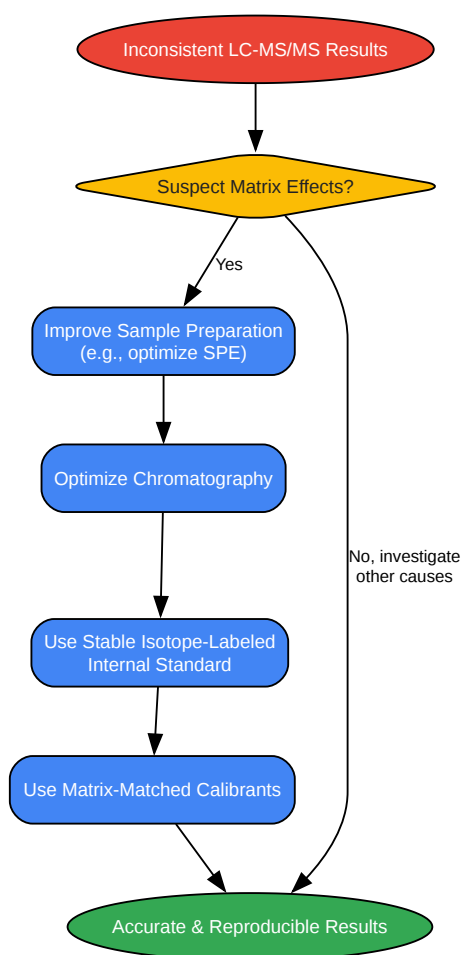 Inconsistent LC-MS/MS Results
Suspect Matrix Effects?
Yes
Improve Sample Preparation
(e.g., optimize SPE)
Optimize Chromatography
No, investigate
other causes
Use Stable Isotope-Labeled
Internal Standard
Use Matrix-Matched Calibrants
Accurate & Reproducible Results